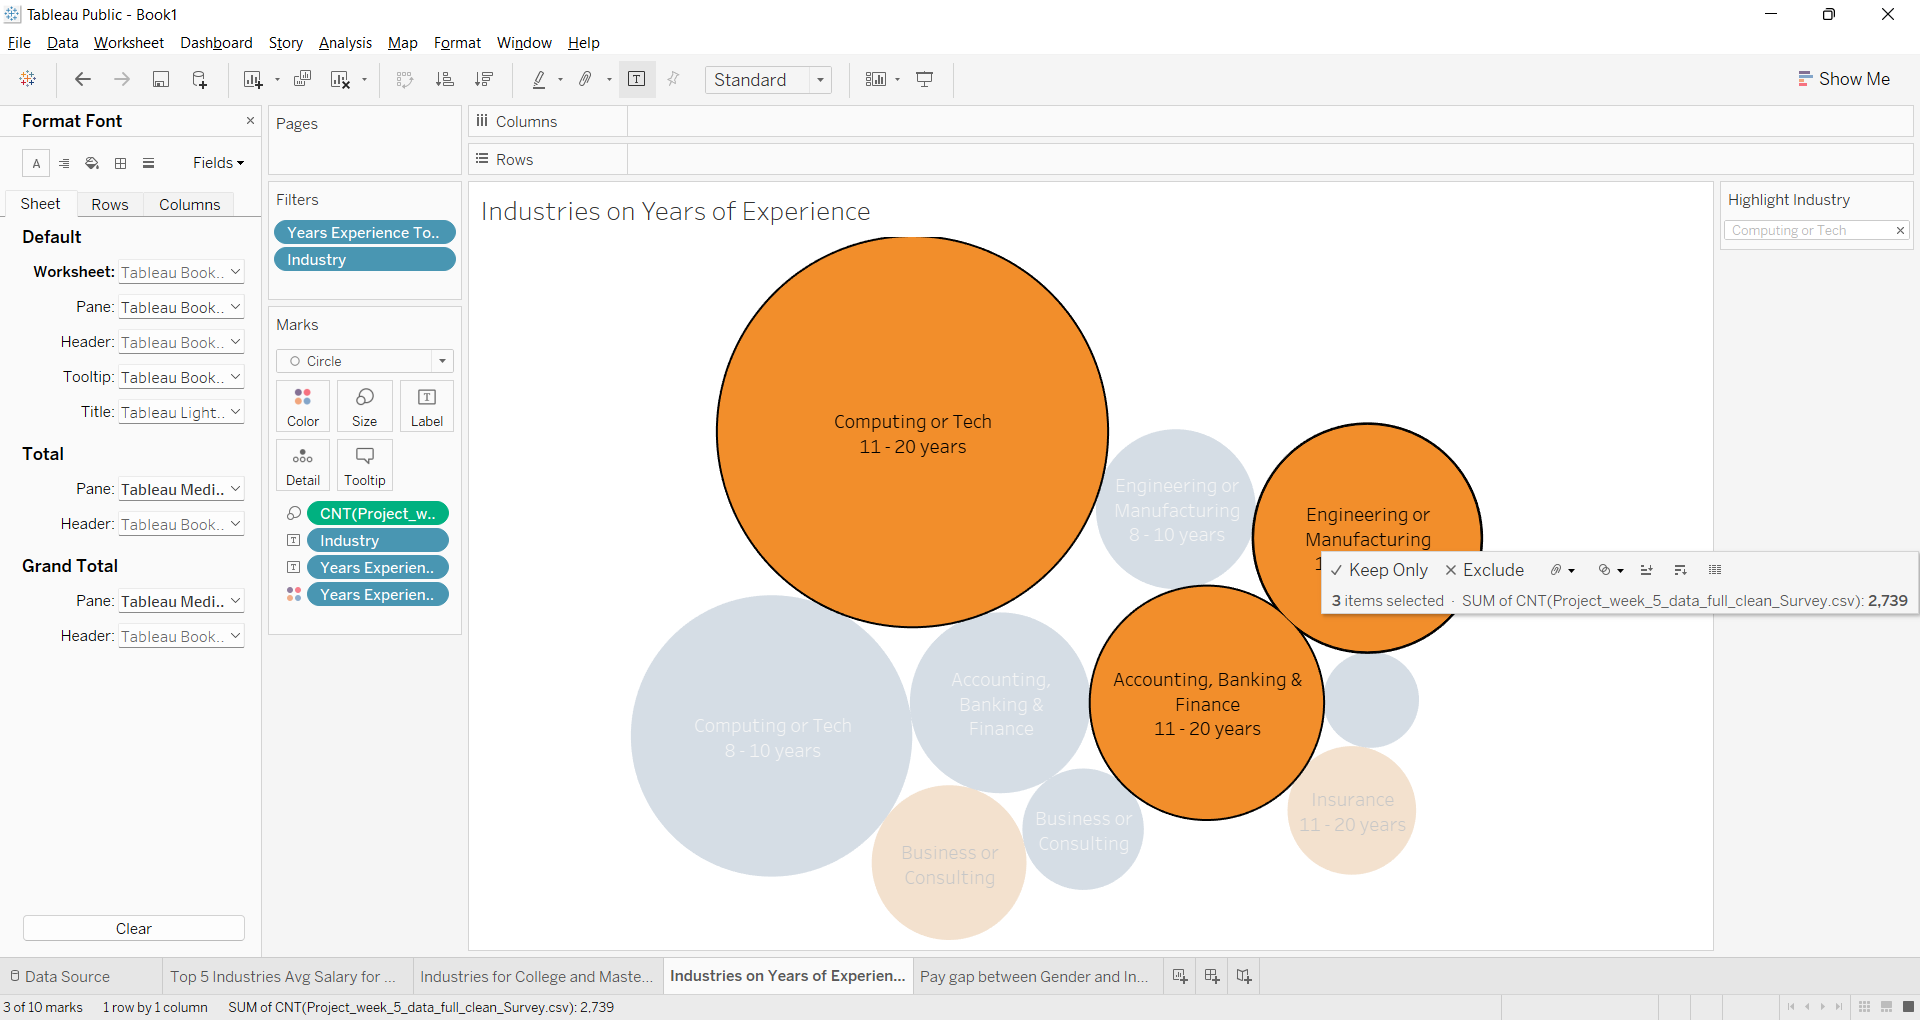 Tableau Public - Book1
File Data Worksheet Dashboard Story Analysis Map Format Window Help
Standard
Show Me
Format Font
Fields
Sheet Rows Columns
Default
Worksheet: Tableau Book..
Pane: Tableau Book..
Header: Tableau Book..
Tooltip: Tableau Book..
Title: Tableau Light..
Total
Pane: Tableau Medi..
Header: Tableau Book..
Grand Total
Pane: Tableau Medi..
Header: Tableau Book..
Clear
Pages
Filters
Years Experience To..
Industry
Marks
Circle
Color Size Label
Detail Tooltip
CNT(Project_w..
Industry
Years Experien..
Years Experien..
Columns
Rows
Industries on Years of Experience
Computing or Tech
11 - 20 years
Engineering or
Manufacturing
8 - 10 years
Engineering or
Manufacturing
1
Keep Only Exclude
3 items selected · SUM of CNT(Project_week_5_data_full_clean_Survey.csv): 2,739
Computing or Tech
8 - 10 years
Accounting,
Banking &
Finance
Accounting, Banking &
Finance
11 - 20 years
Business or
Consulting
Business or
Consulting
Insurance
11 - 20 years
Highlight Industry
Computing or Tech
Data Source
Top 5 Industries Avg Salary for ...
Industries for College and Maste...
Industries on Years of Experien...
Pay gap between Gender and In...
3 of 10 marks 1 row by 1 column SUM of CNT(Project_week_5_data_full_clean_Survey.csv): 2,739